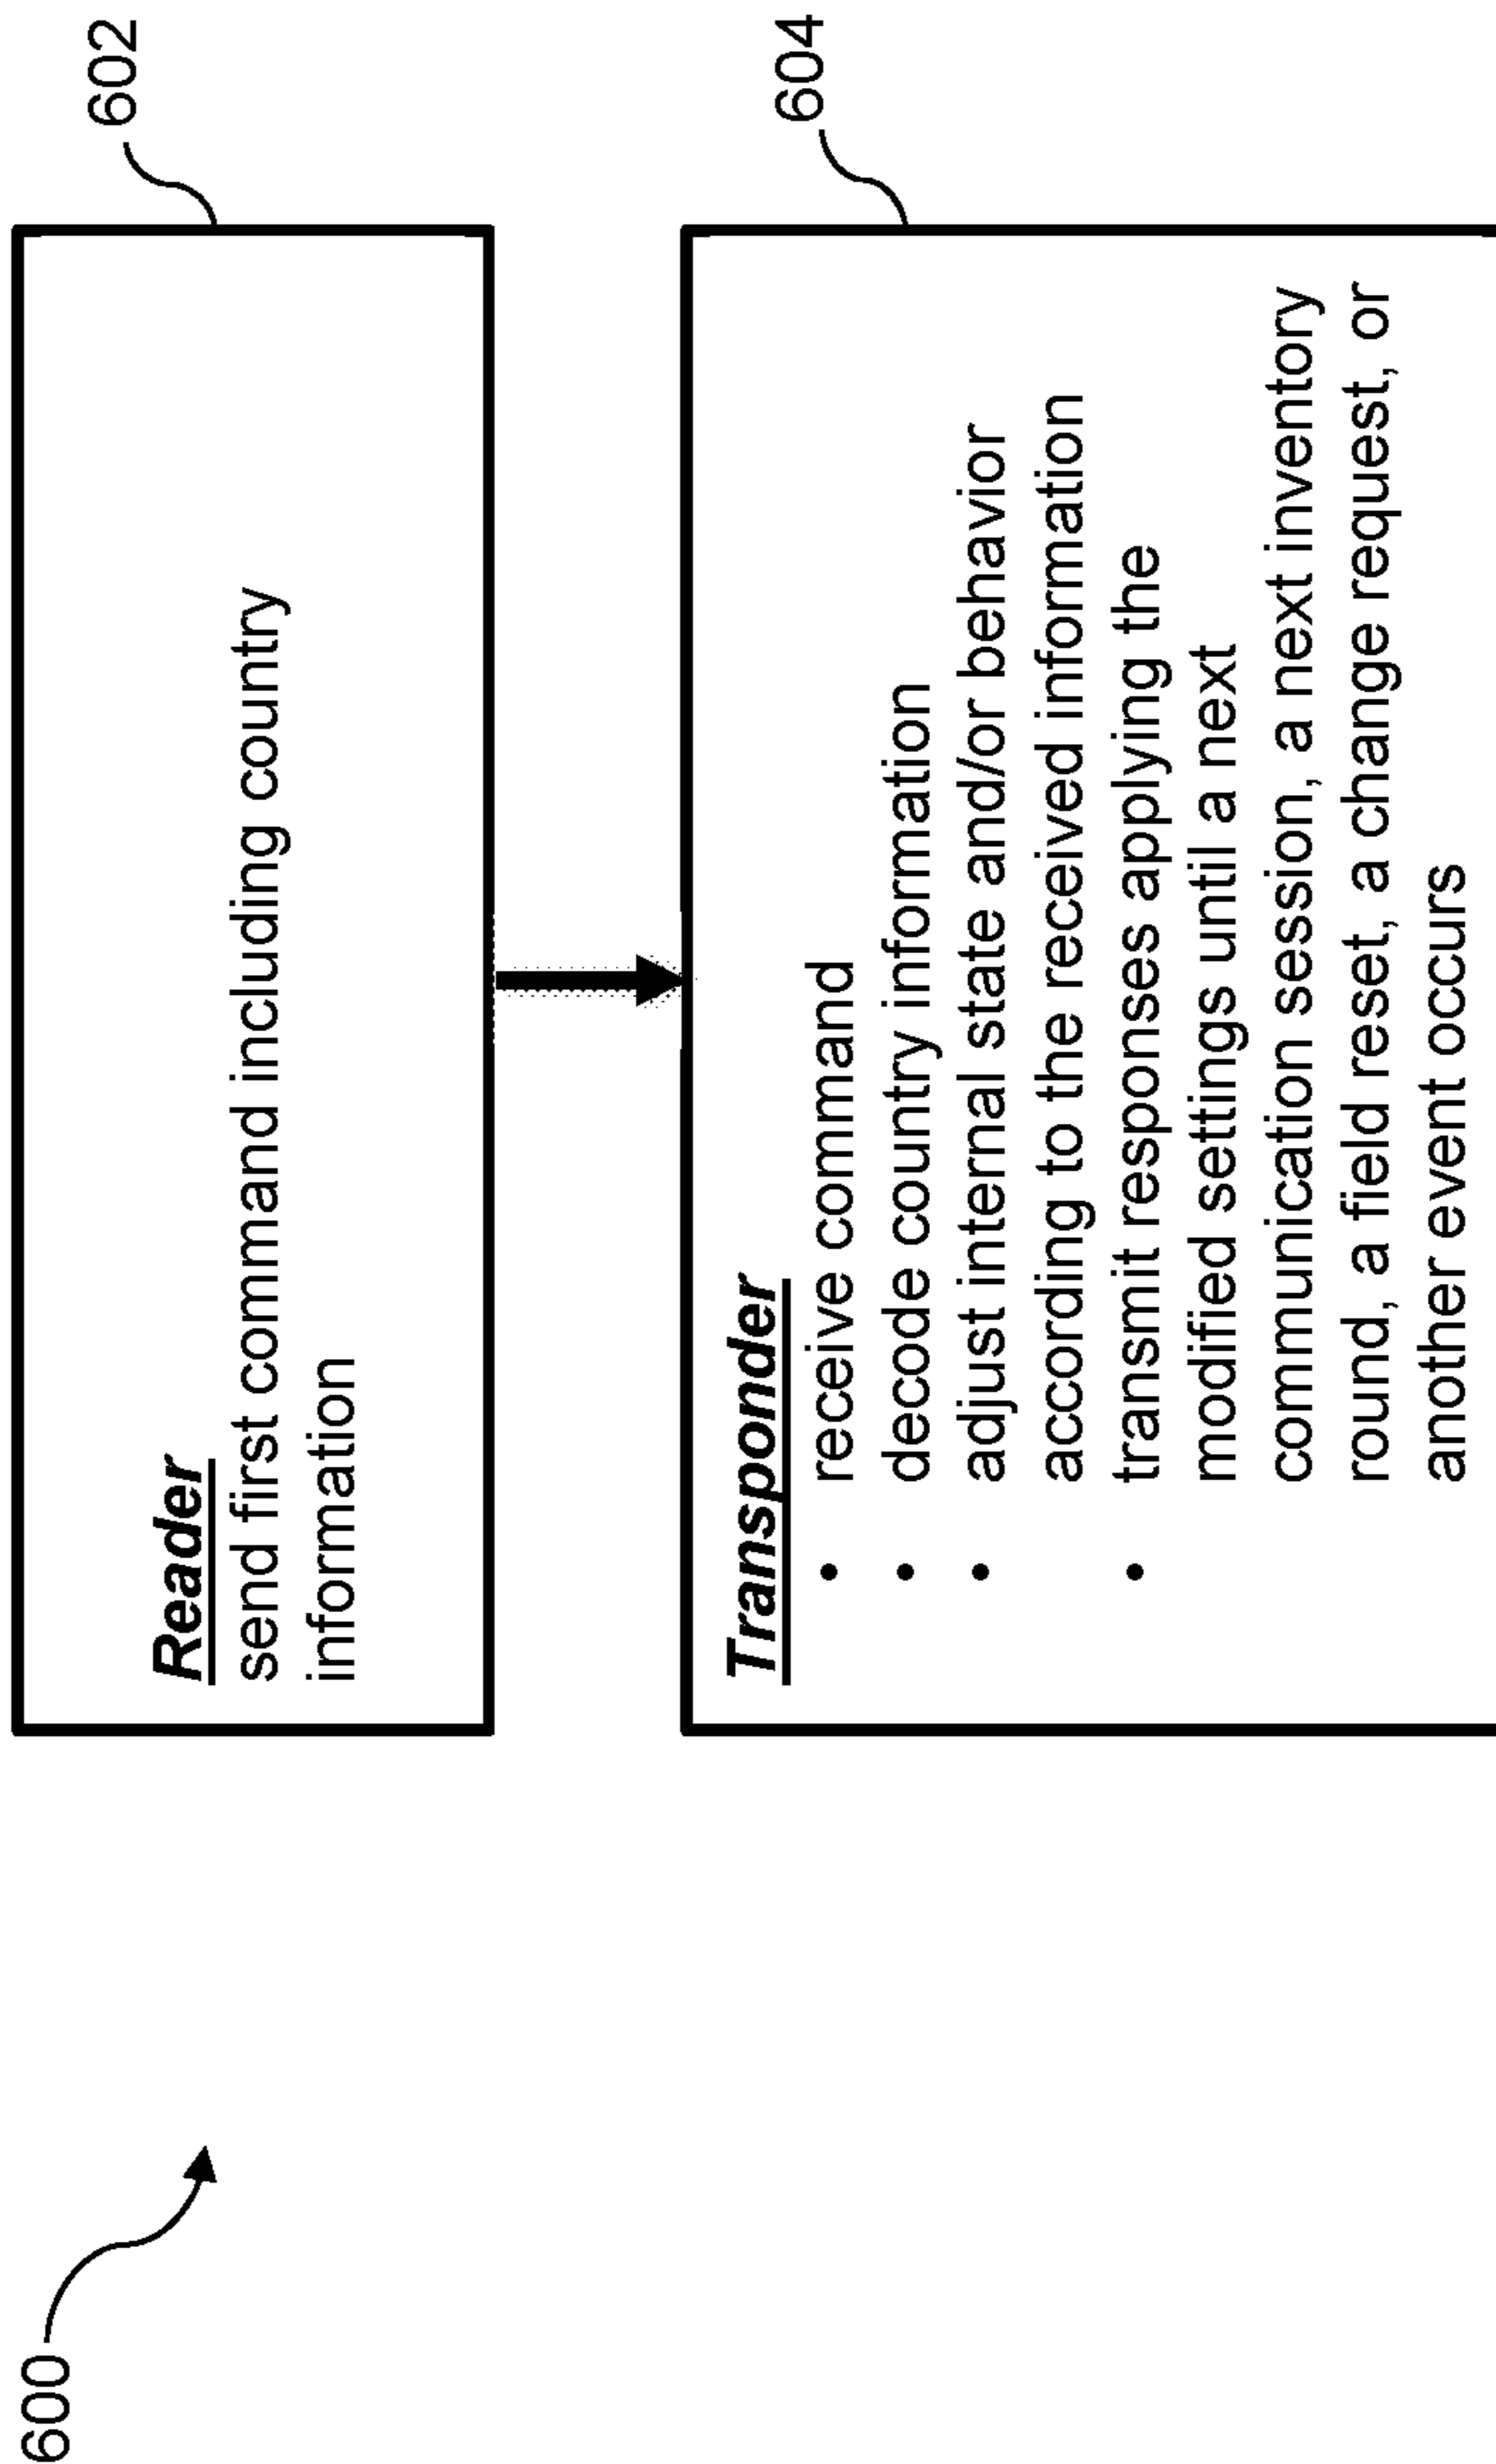 600
602
Reader
send first command including country
information
604
Transponder
• receive command
• decode country information
• adjust internal state and/or behavior
according to the received information
• transmit responses applying the
modified settings until a next
communication session, a next inventory
round, a field reset, a change request, or
another event occurs